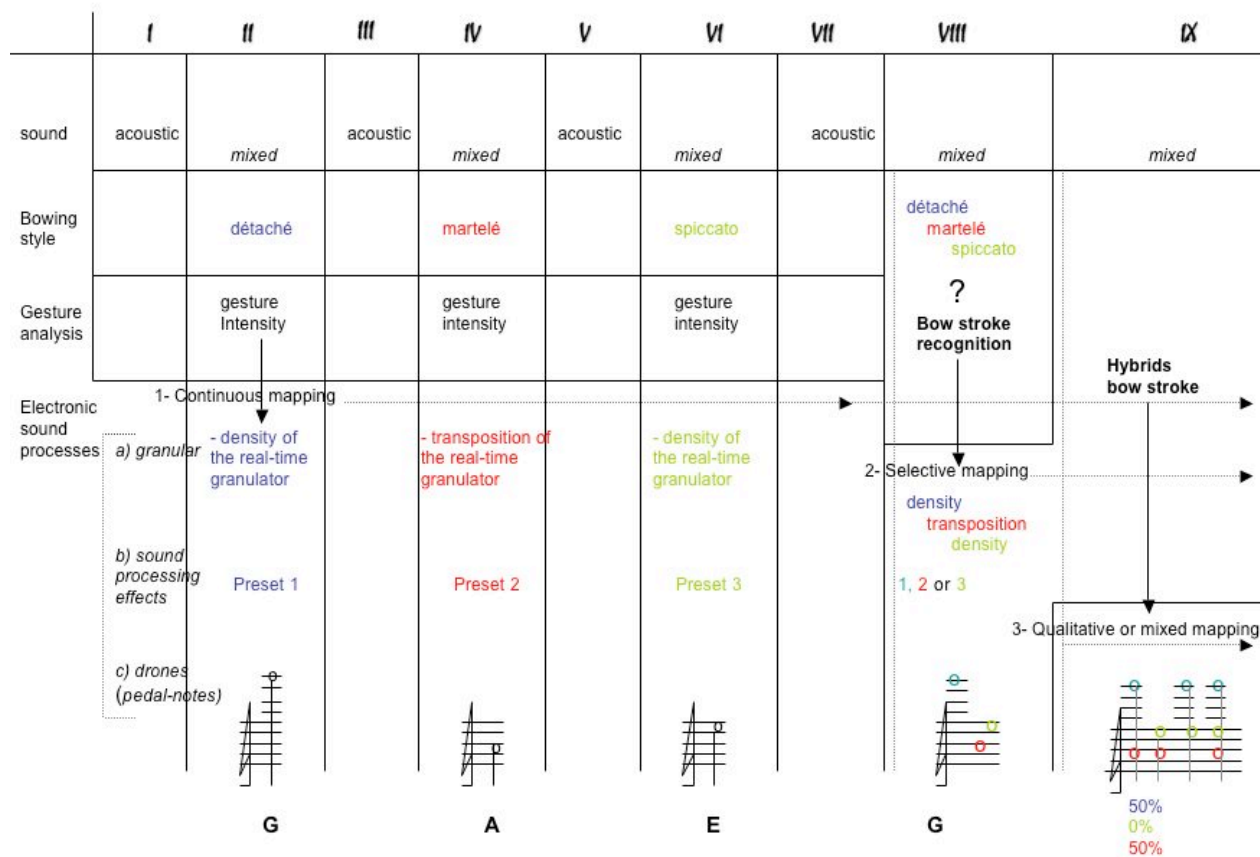 I II III IV V VI VII VIII IX
sound acoustic mixed acoustic mixed acoustic mixed acoustic mixed mixed
Bowing
style
détaché martelé spiccato
détaché
martelé
spiccato
Gesture
analysis
gesture
Intensity
gesture
intensity
gesture
intensity
?
Bow stroke
recognition
Hybrids
bow stroke
1- Continuous mapping
Electronic
sound
processes
a) granular
- density of
the real-time
granulator
- transposition of
the real-time
granulator
- density of
the real-time
granulator
2- Selective mapping
density
transposition
density
b) sound
processing
effects
Preset 1 Preset 2 Preset 3 1, 2 or 3
3- Qualitative or mixed mapping
c) drones
(pedal-notes)
G A E G
50%
0%
50%